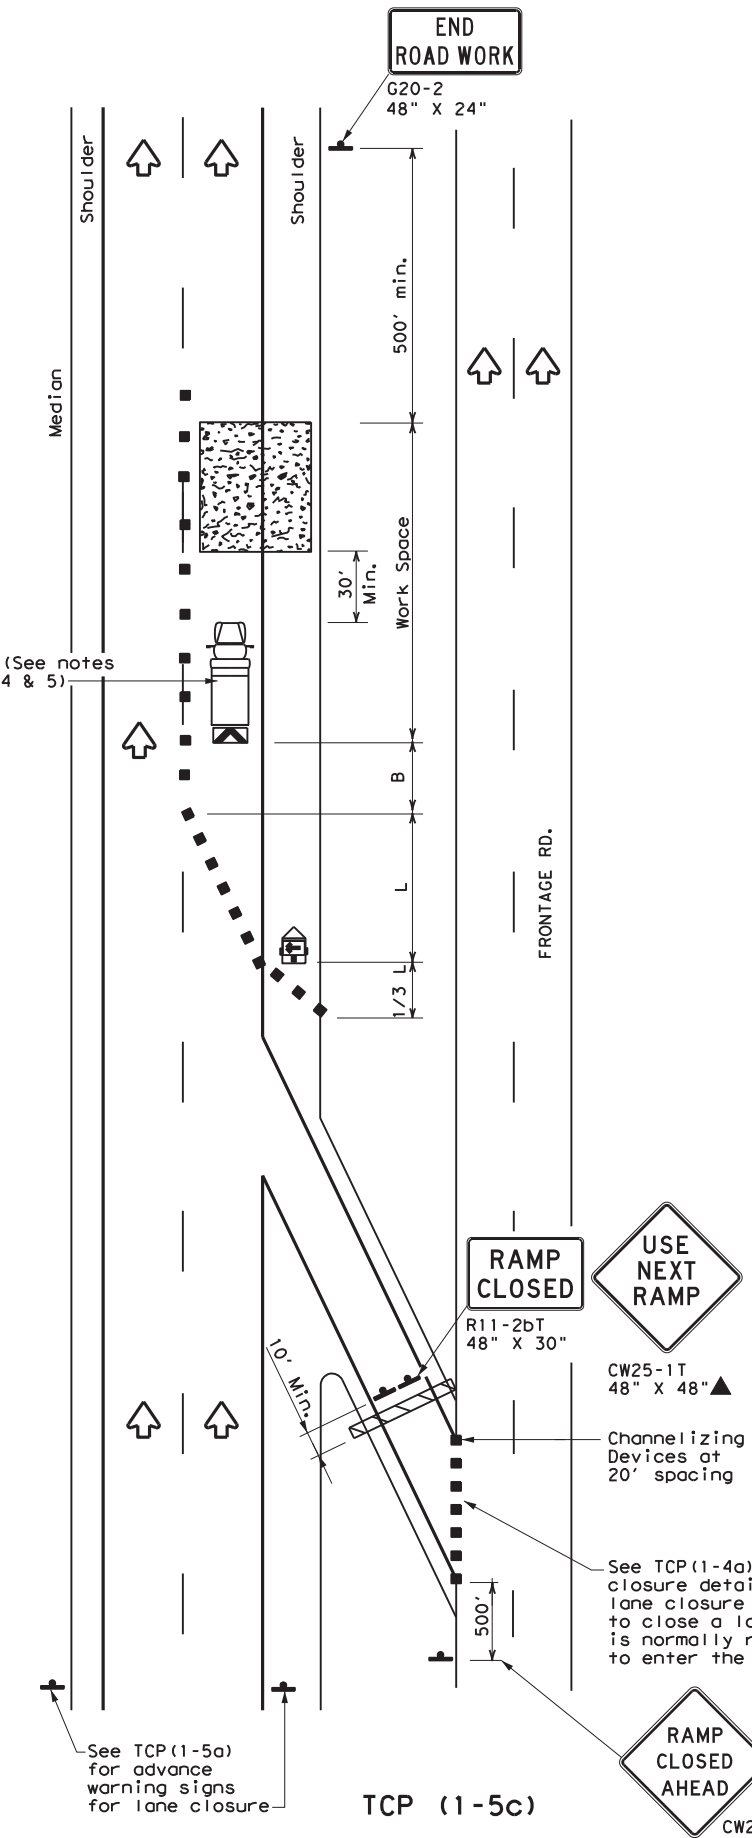 END
ROAD WORK
G20-2
48" X 24"
Shoulder
Shoulder
500' min.
Median
Work Space
30'
Min.
(See notes
4 & 5)
B
L
1/3 L
FRONTAGE RD.
RAMP
CLOSED
R11-2bT
48" X 30"
USE
NEXT
RAMP
CW25-1T
48" X 48"
10' Min.
Channelizing
Devices at
20' spacing
See TCP(1-4a)
closure detai
lane closure
to close a la
is normally r
to enter the
500'
See TCP(1-5a)
for advance
warning signs
for lane closure
RAMP
CLOSED
AHEAD
CW2
TCP (1-5c)